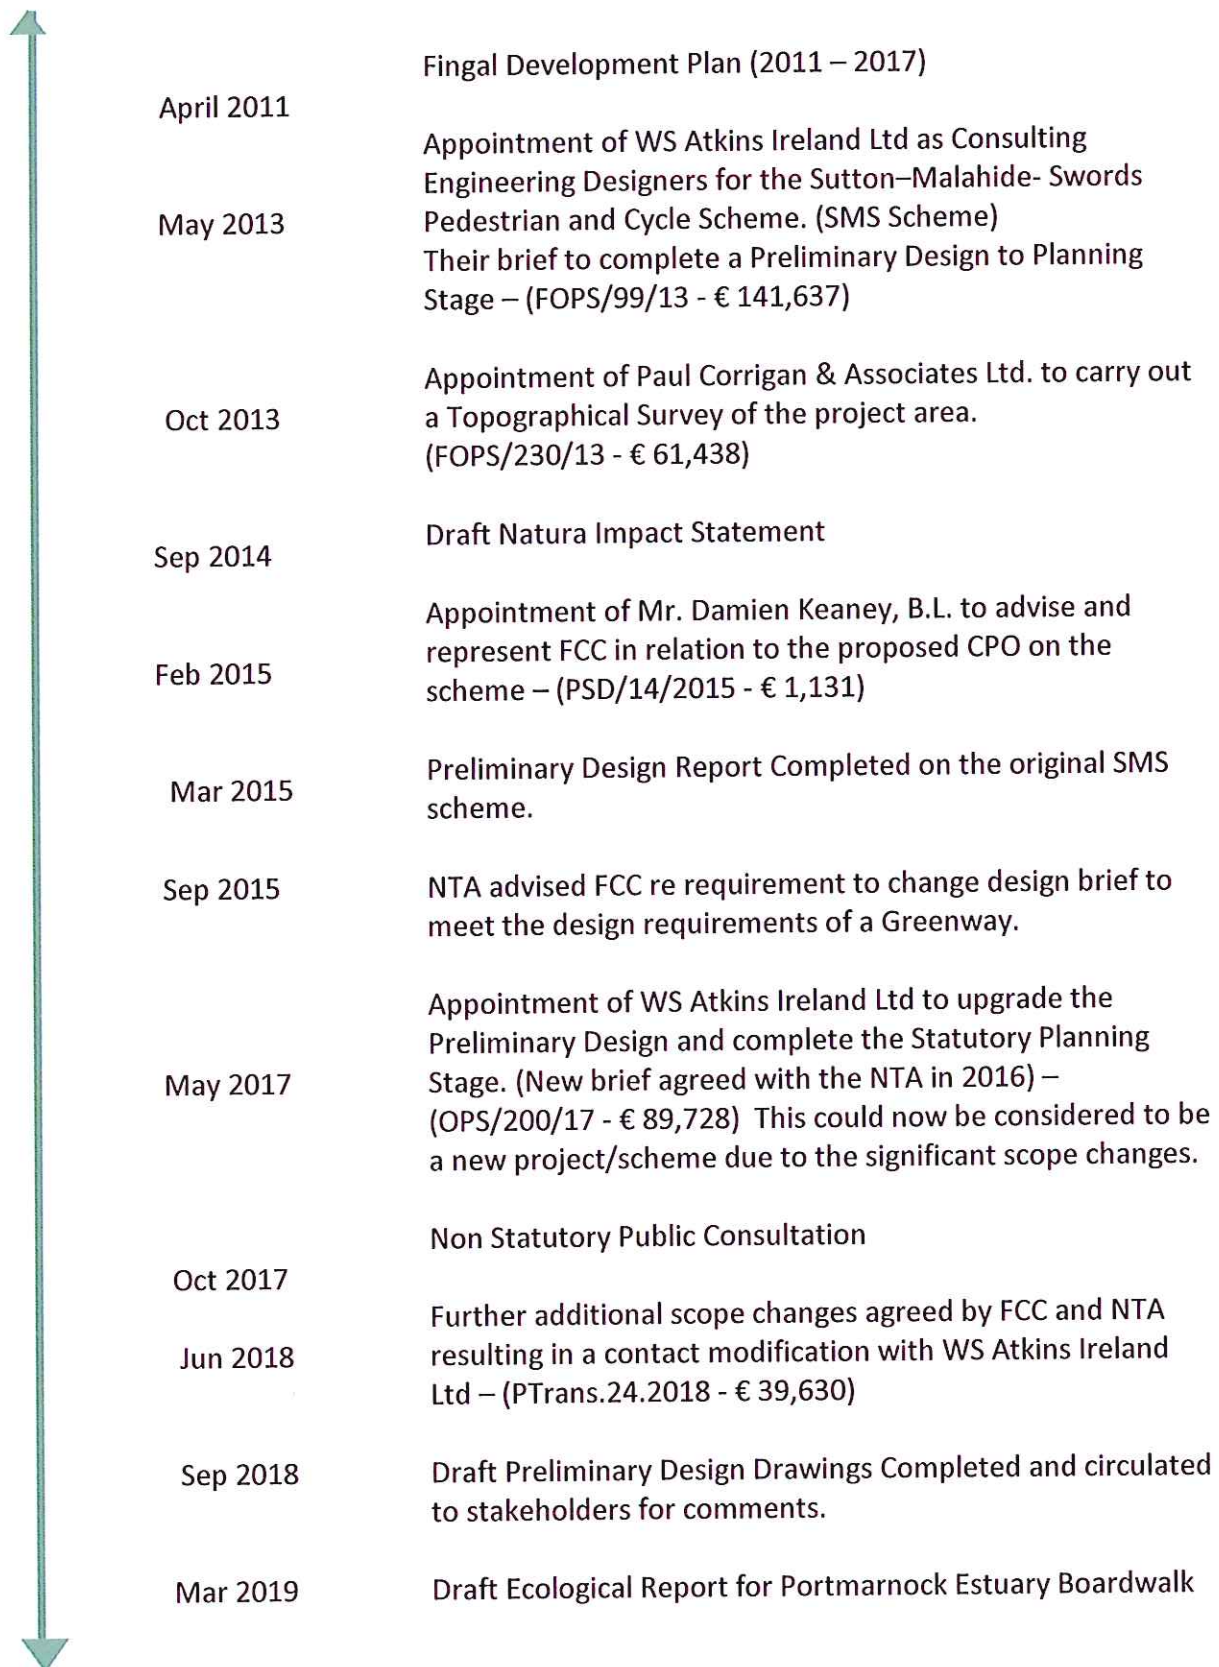 Fingal Development Plan (2011 – 2017)
April 2011
Appointment of WS Atkins Ireland Ltd as Consulting
Engineering Designers for the Sutton–Malahide- Swords
May 2013
Pedestrian and Cycle Scheme. (SMS Scheme)
Their brief to complete a Preliminary Design to Planning
Stage – (FOPS/99/13 - € 141,637)
Appointment of Paul Corrigan & Associates Ltd. to carry out
Oct 2013
a Topographical Survey of the project area.
(FOPS/230/13 - € 61,438)
Draft Natura Impact Statement
Sep 2014
Appointment of Mr. Damien Keaney, B.L. to advise and
represent FCC in relation to the proposed CPO on the
Feb 2015
scheme – (PSD/14/2015 - € 1,131)
Preliminary Design Report Completed on the original SMS
Mar 2015
scheme.
Sep 2015
NTA advised FCC re requirement to change design brief to
meet the design requirements of a Greenway.
Appointment of WS Atkins Ireland Ltd to upgrade the
Preliminary Design and complete the Statutory Planning
May 2017
Stage. (New brief agreed with the NTA in 2016) –
(OPS/200/17 - € 89,728)  This could now be considered to be
a new project/scheme due to the significant scope changes.
Non Statutory Public Consultation
Oct 2017
Further additional scope changes agreed by FCC and NTA
Jun 2018
resulting in a contact modification with WS Atkins Ireland
Ltd – (PTrans.24.2018 - € 39,630)
Sep 2018
Draft Preliminary Design Drawings Completed and circulated
to stakeholders for comments.
Mar 2019
Draft Ecological Report for Portmarnock Estuary Boardwalk